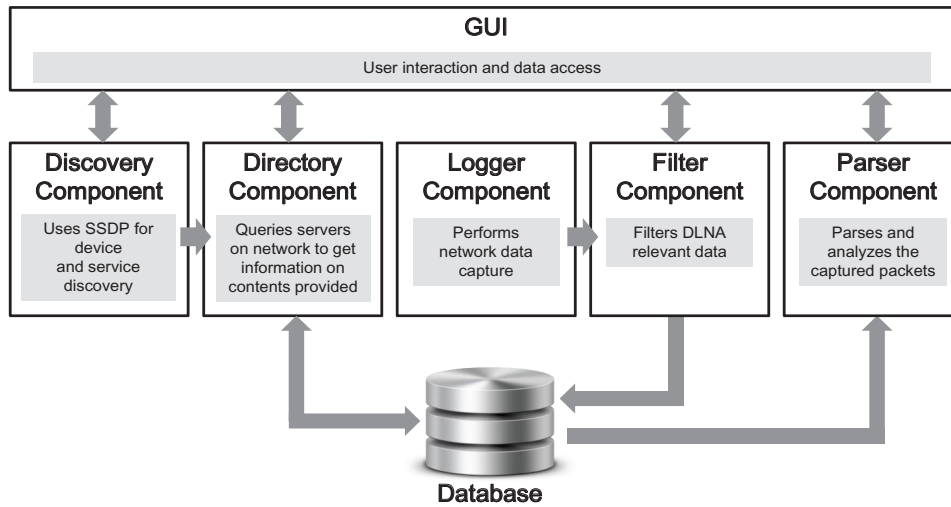 GUI
User interaction and data access
Discovery
Component
Uses SSDP for
device
and service
discovery
Directory
Component
Queries servers
on network to get
information on
contents provided
Logger
Component
Performs
network data
capture
Filter
Component
Filters DLNA
relevant data
Parser
Component
Parses and
analyzes the
captured packets
Database